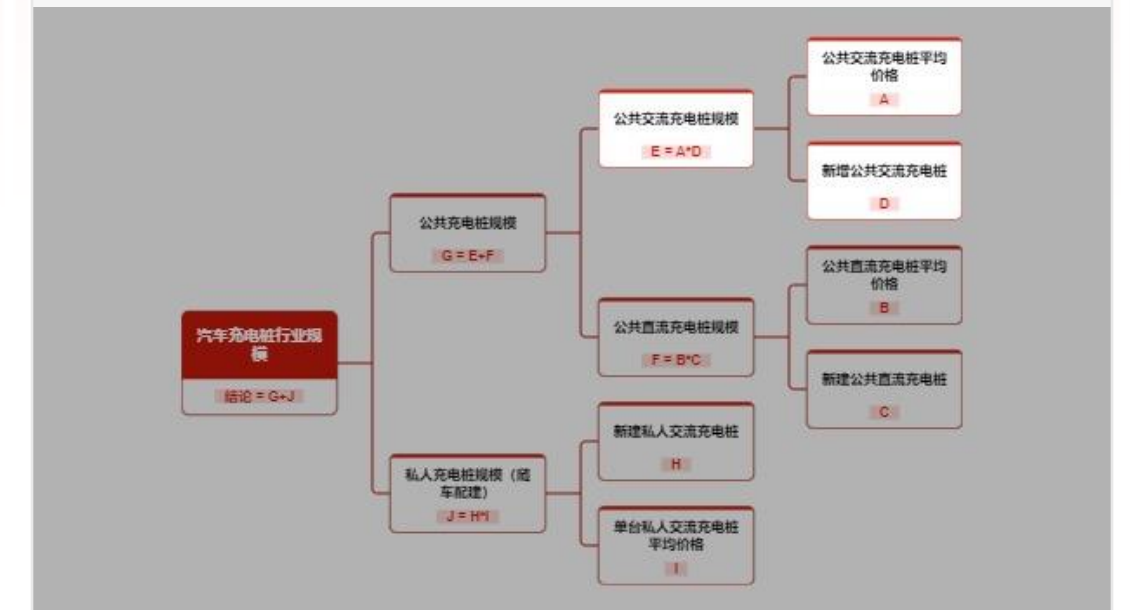 公共交流充电桩平均
价格
A
公共交流充电桩规模
E = A*D
新增公共交流充电桩
D
公共充电桩规模
G = E+F
公共直流充电桩平均
价格
B
公共直流充电桩规模
F = B*C
新建公共直流充电桩
C
汽车充电桩行业规
模
结论 = G+J
新建私人交流充电桩
H
私人充电桩规模（随
车配建）
J = H*I
单台私人交流充电桩
平均价格
I